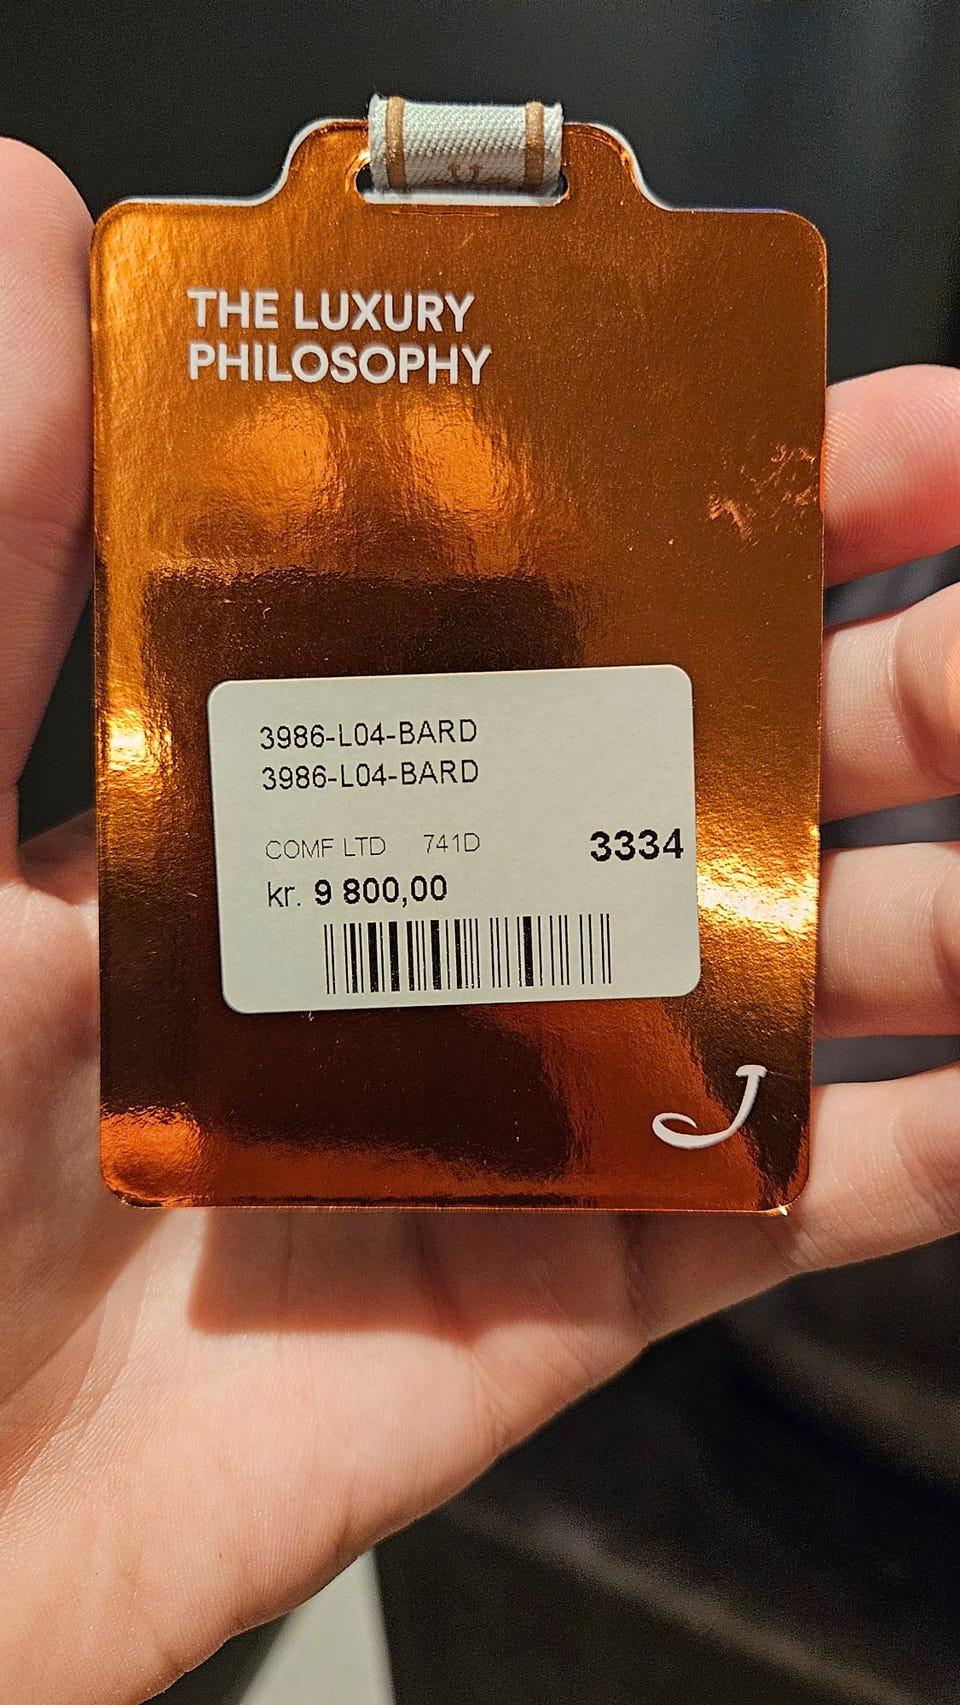 THE LUXURY
PHILOSOPHY
3986-L04-BARD
3986-L04-BARD
COMF LTD 741D 3334
kr. 9 800,00
J